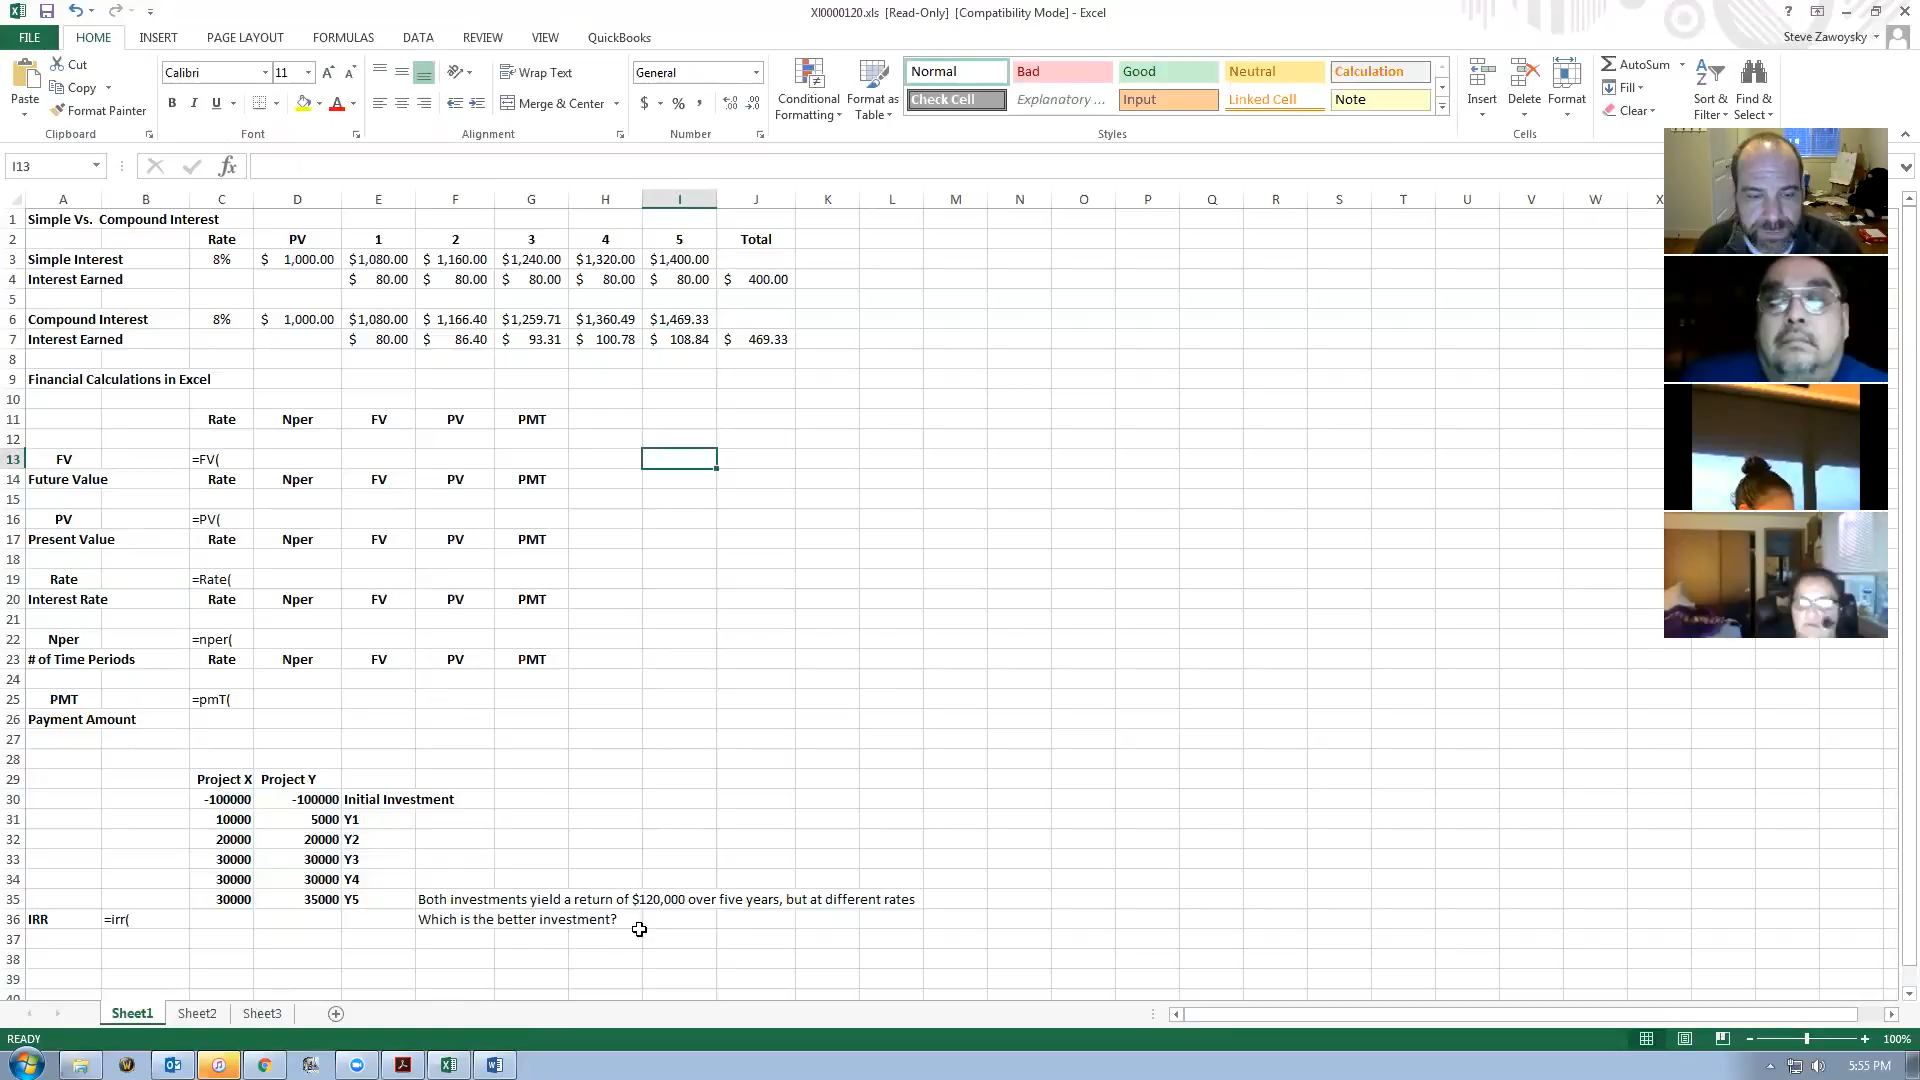 XI0000120.xls [Read-Only] [Compatibility Mode] - Excel
FILE HOME INSERT PAGE LAYOUT FORMULAS DATA REVIEW VIEW QuickBooks Steve Zawoysky
Paste Cut Copy Format Painter Clipboard
Calibri 11 B I U Font
Wrap Text Merge & Center Alignment
General $ % Number
Conditional Formatting Format as Table
Normal Bad Good Neutral Calculation
Check Cell Explanatory ... Input Linked Cell Note
Styles
Insert Delete Format Cells
AutoSum Fill Clear Sort & Filter Find & Select
I13 fx
A B C D E F G H I J K L M N O P Q R S T U V W X
1 Simple Vs. Compound Interest
2 Rate PV 1 2 3 4 5 Total
3 Simple Interest 8% $ 1,000.00 $1,080.00 $ 1,160.00 $1,240.00 $1,320.00 $1,400.00
4 Interest Earned $ 80.00 $ 80.00 $ 80.00 $ 80.00 $ 80.00 $ 400.00
5
6 Compound Interest 8% $ 1,000.00 $1,080.00 $ 1,166.40 $1,259.71 $1,360.49 $1,469.33
7 Interest Earned $ 80.00 $ 86.40 $ 93.31 $ 100.78 $ 108.84 $ 469.33
8
9 Financial Calculations in Excel
10
11 Rate Nper FV PV PMT
12
13 FV =FV(
14 Future Value Rate Nper FV PV PMT
15
16 PV =PV(
17 Present Value Rate Nper FV PV PMT
18
19 Rate =Rate(
20 Interest Rate Rate Nper FV PV PMT
21
22 Nper =nper(
23 # of Time Periods Rate Nper FV PV PMT
24
25 PMT =pmT(
26 Payment Amount
27
28
29 Project X Project Y
30 -100000 -100000 Initial Investment
31 10000 5000 Y1
32 20000 20000 Y2
33 30000 30000 Y3
34 30000 30000 Y4
35 30000 35000 Y5 Both investments yield a return of $120,000 over five years, but at different rates
36 IRR =irr( Which is the better investment?
37
38
39
40
Sheet1 Sheet2 Sheet3
READY 100%
5:55 PM